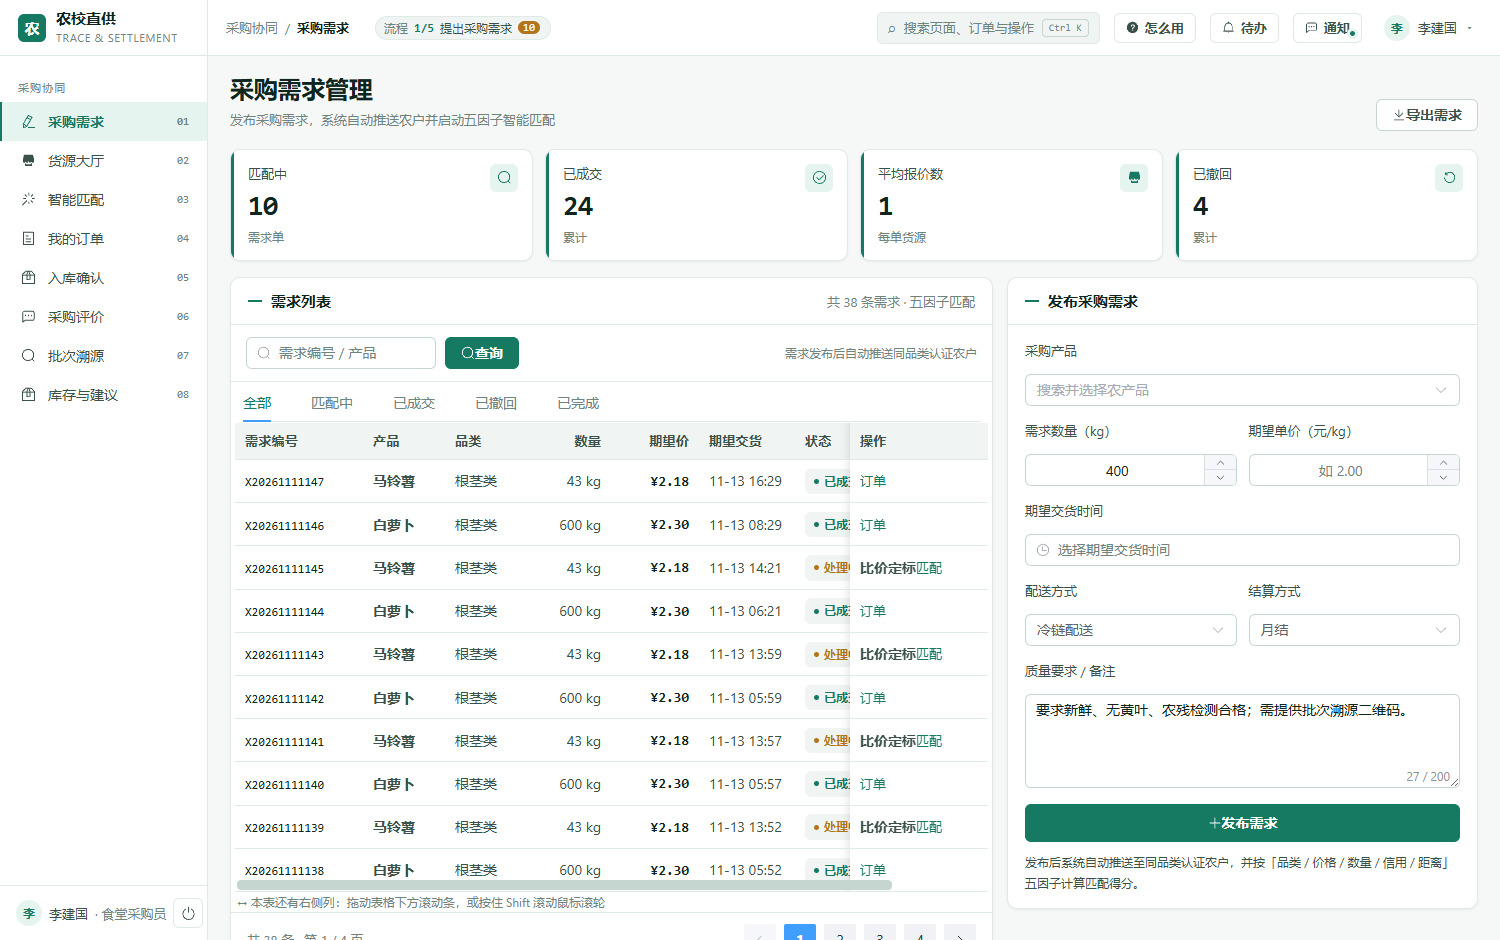 农 农校直供
TRACE & SETTLEMENT
采购协同 / 采购需求
流程 1/5 提出采购需求 10
搜索页面、订单与操作 Ctrl K
怎么用
待办
通知
李 李建国
采购协同
采购需求 01
货源大厅 02
智能匹配 03
我的订单 04
入库确认 05
采购评价 06
批次溯源 07
库存与建议 08
李 李建国 · 食堂采购员
采购需求管理
发布采购需求，系统自动推送农户并启动五因子智能匹配
导出需求
匹配中
10
需求单
已成交
24
累计
平均报价数
1
每单货源
已撤回
4
累计
需求列表
共 38 条需求 · 五因子匹配
需求编号 / 产品
查询
需求发布后自动推送同品类认证农户
全部 匹配中 已成交 已撤回 已完成
需求编号 产品 品类 数量 期望价 期望交货 状态 操作
X20261111147 马铃薯 根茎类 43 kg ¥2.18 11-13 16:29 已成 订单
X20261111146 白萝卜 根茎类 600 kg ¥2.30 11-13 08:29 已成 订单
X20261111145 马铃薯 根茎类 43 kg ¥2.18 11-13 14:21 处理 比价定标 匹配
X20261111144 白萝卜 根茎类 600 kg ¥2.30 11-13 06:21 已成 订单
X20261111143 马铃薯 根茎类 43 kg ¥2.18 11-13 13:59 处理 比价定标 匹配
X20261111142 白萝卜 根茎类 600 kg ¥2.30 11-13 05:59 已成 订单
X20261111141 马铃薯 根茎类 43 kg ¥2.18 11-13 13:57 处理 比价定标 匹配
X20261111140 白萝卜 根茎类 600 kg ¥2.30 11-13 05:57 已成 订单
X20261111139 马铃薯 根茎类 43 kg ¥2.18 11-13 13:52 处理 比价定标 匹配
X20261111138 白萝卜 根茎类 600 kg ¥2.30 11-13 05:52 已成 订单
↔ 本表还有右侧列：拖动表格下方滚动条，或按住 Shift 滚动鼠标滚轮
共 38 条 · 第 1 / 4 页
1 2 3 4
发布采购需求
采购产品
搜索并选择农产品
需求数量（kg） 期望单价（元/kg）
400 如 2.00
期望交货时间
选择期望交货时间
配送方式 结算方式
冷链配送 月结
质量要求 / 备注
要求新鲜、无黄叶、农残检测合格；需提供批次溯源二维码。
27 / 200
发布需求
发布后系统自动推送至同品类认证农户，并按「品类 / 价格 / 数量 / 信用 / 距离」
五因子计算匹配得分。